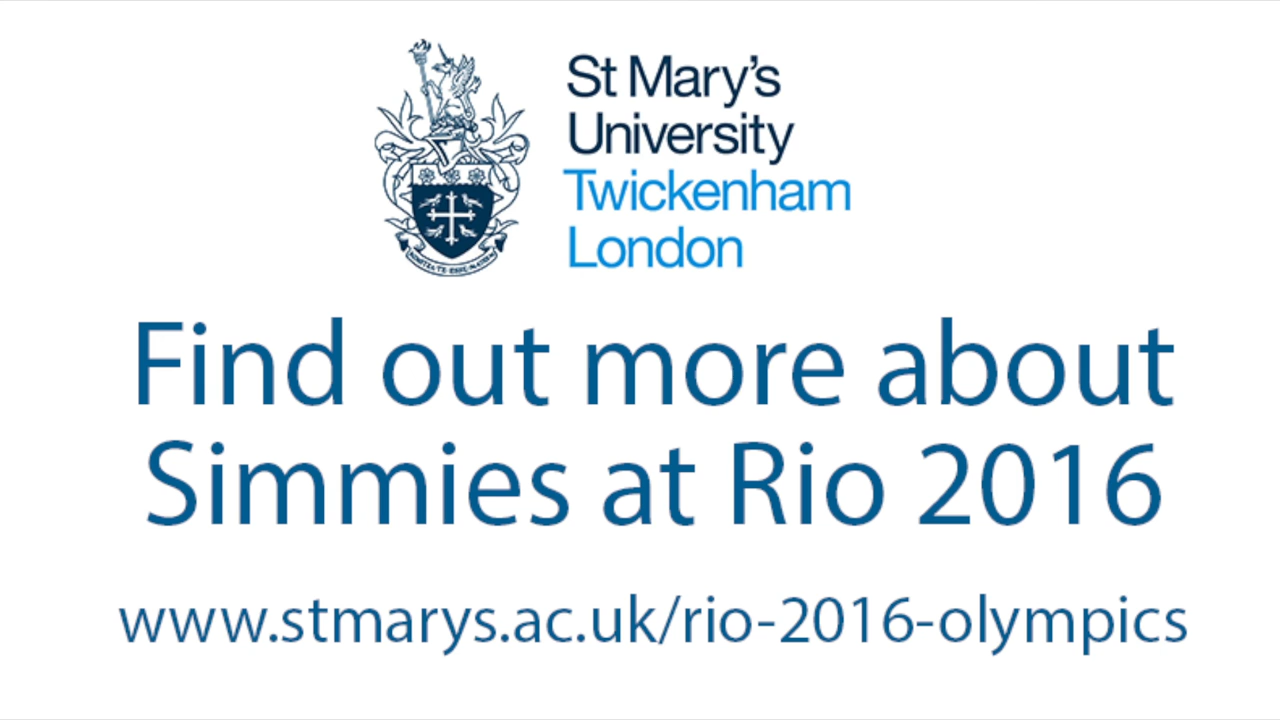 St Mary's
University
Twickenham
London
Find out more about
Simmies at Rio 2016
www.stmarys.ac.uk/rio-2016-olympics